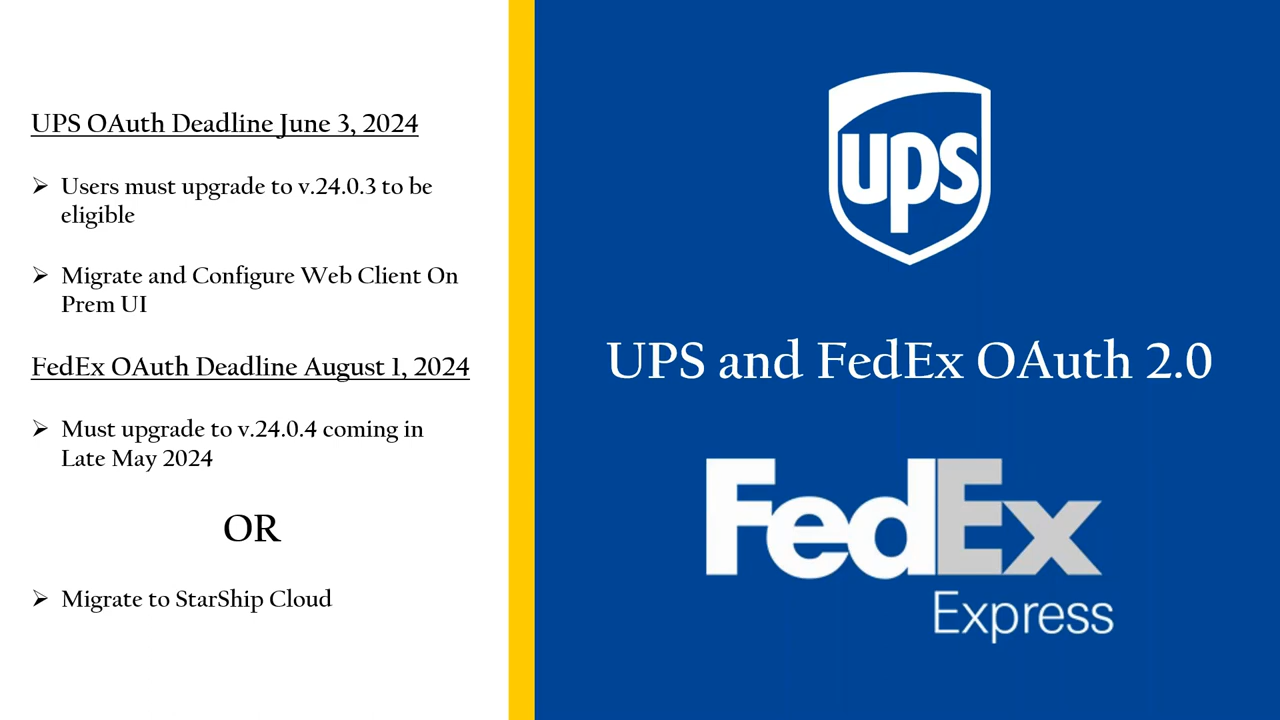 UPS OAuth Deadline June 3, 2024
➢ Users must upgrade to v.24.0.3 to be
eligible
➢ Migrate and Configure Web Client On
Prem UI
FedEx OAuth Deadline August 1, 2024
➢ Must upgrade to v.24.0.4 coming in
Late May 2024
OR
➢ Migrate to StarShip Cloud
ups
UPS and FedEx OAuth 2.0
FedEx
Express